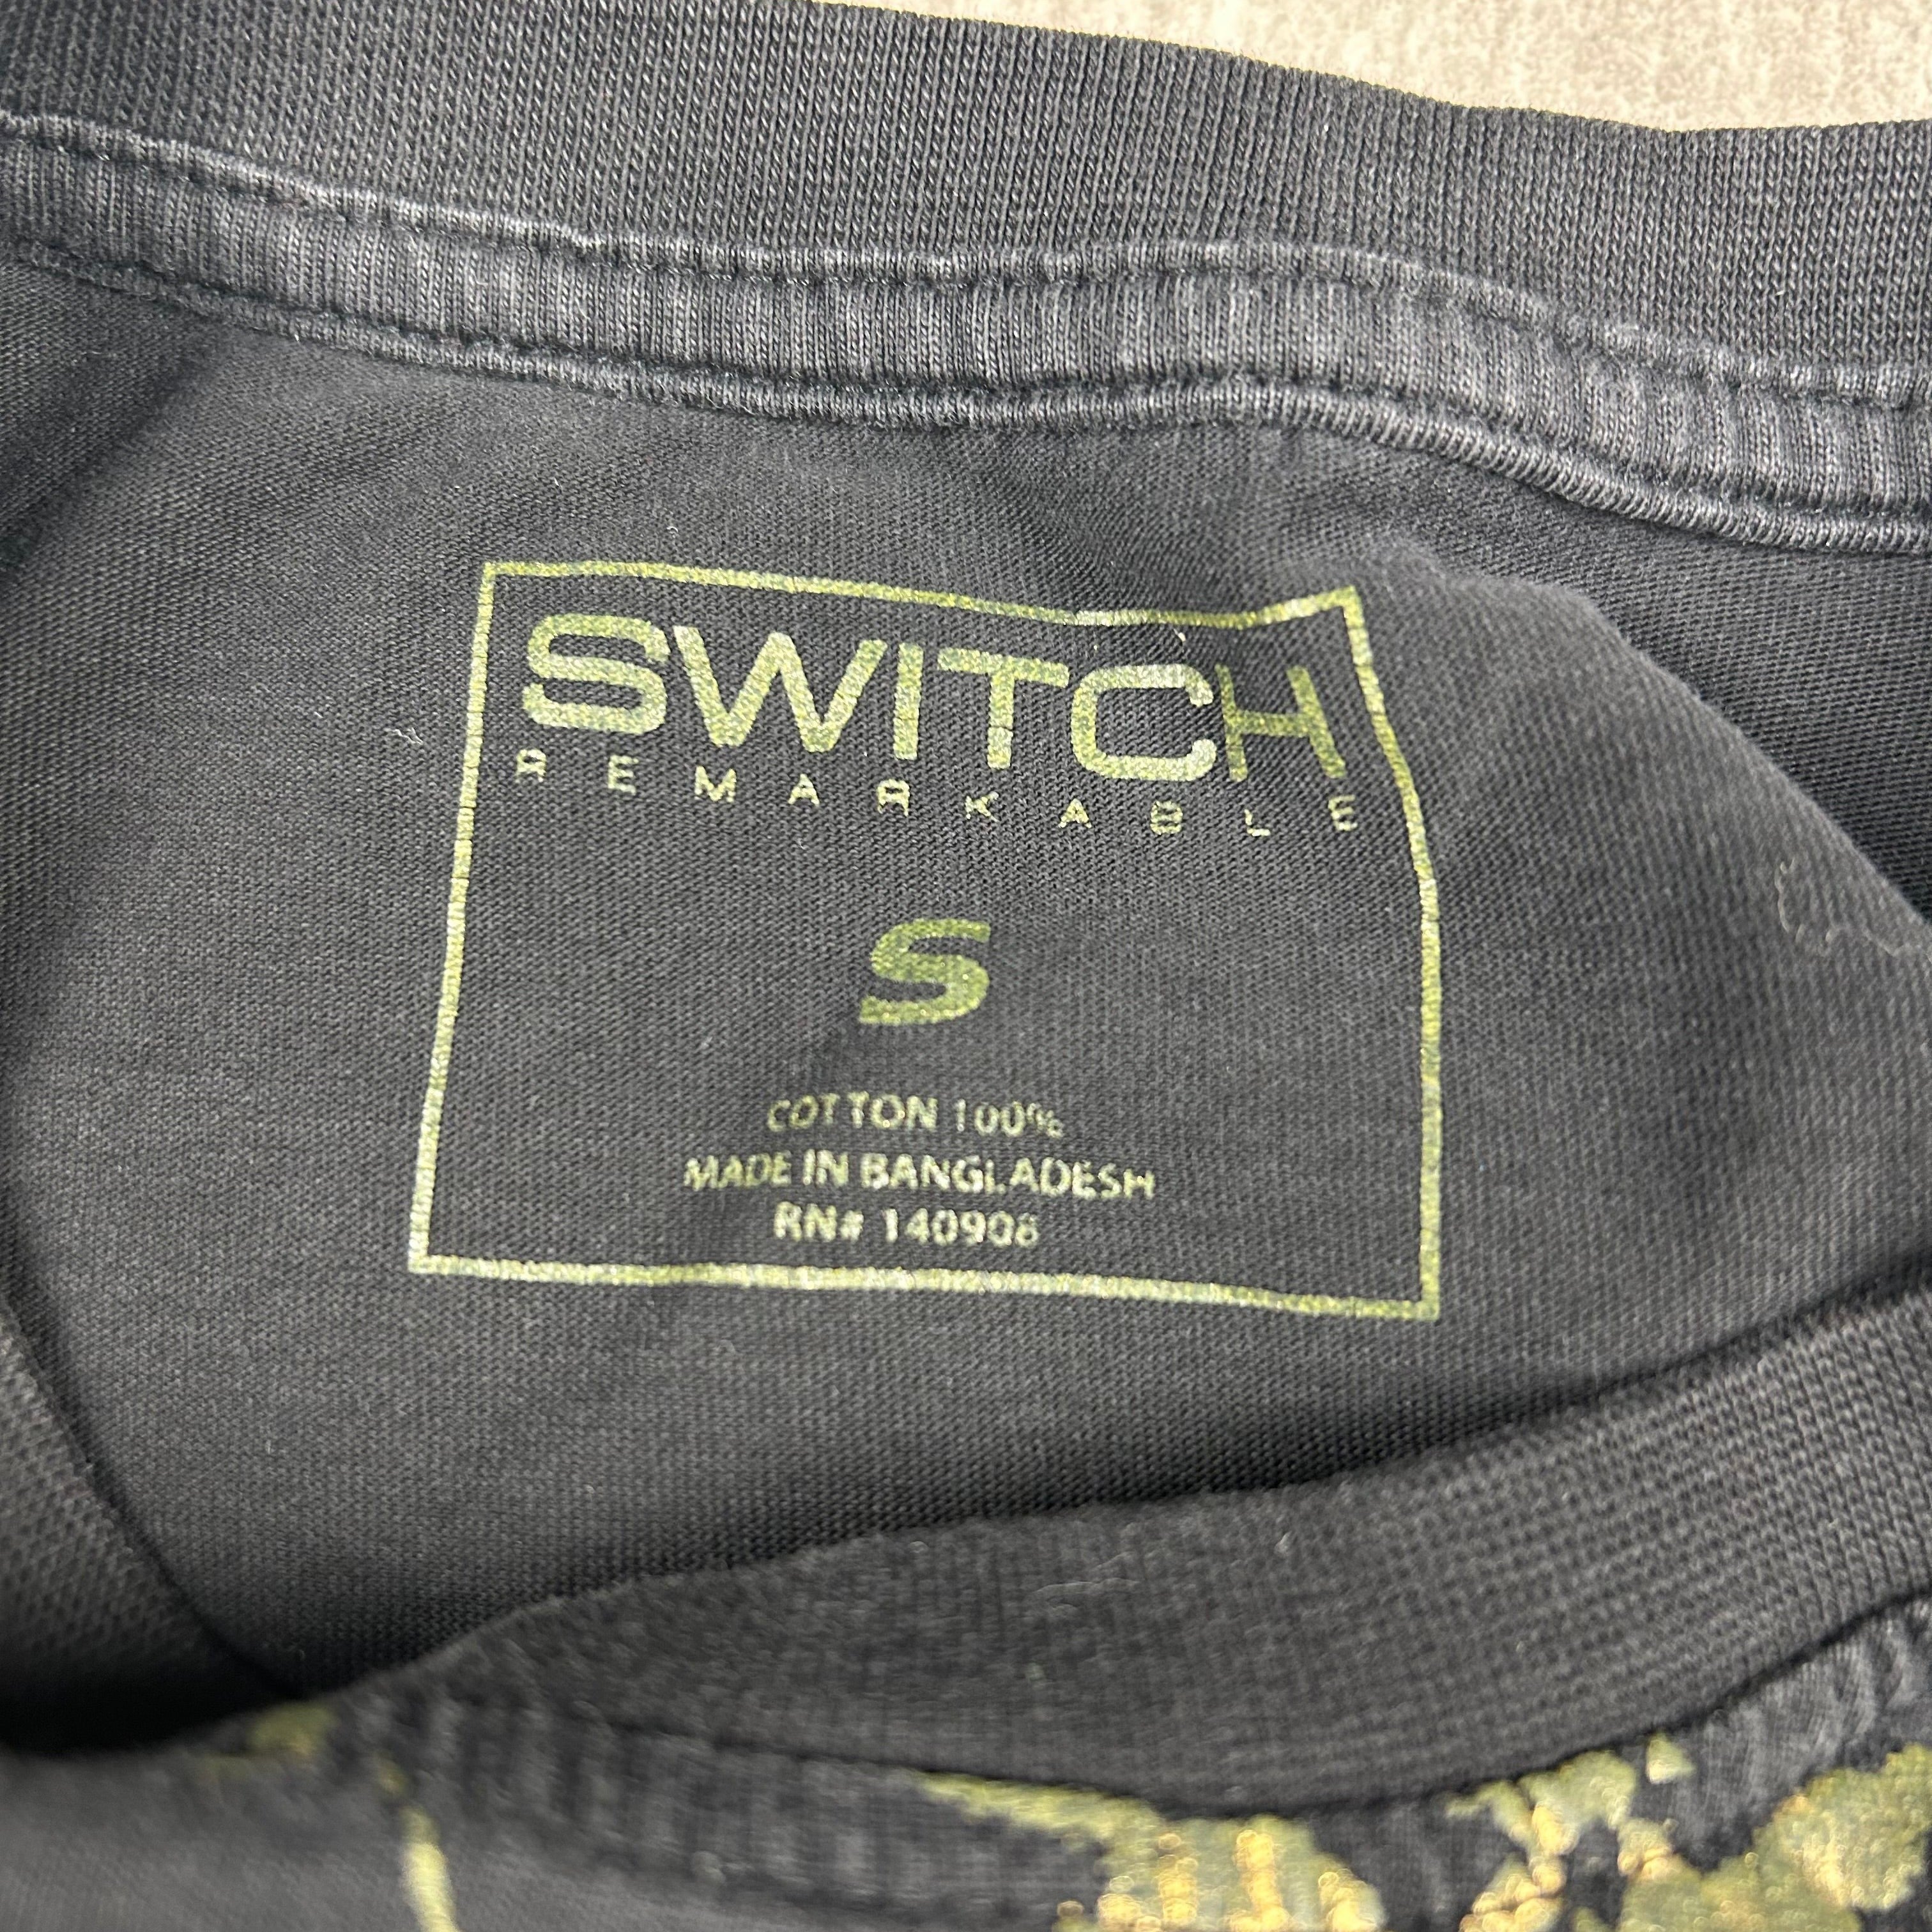 SWITCH
REMARKABLE
S
COTTON 100%
MADE IN BANGLADESH
RN# 140908